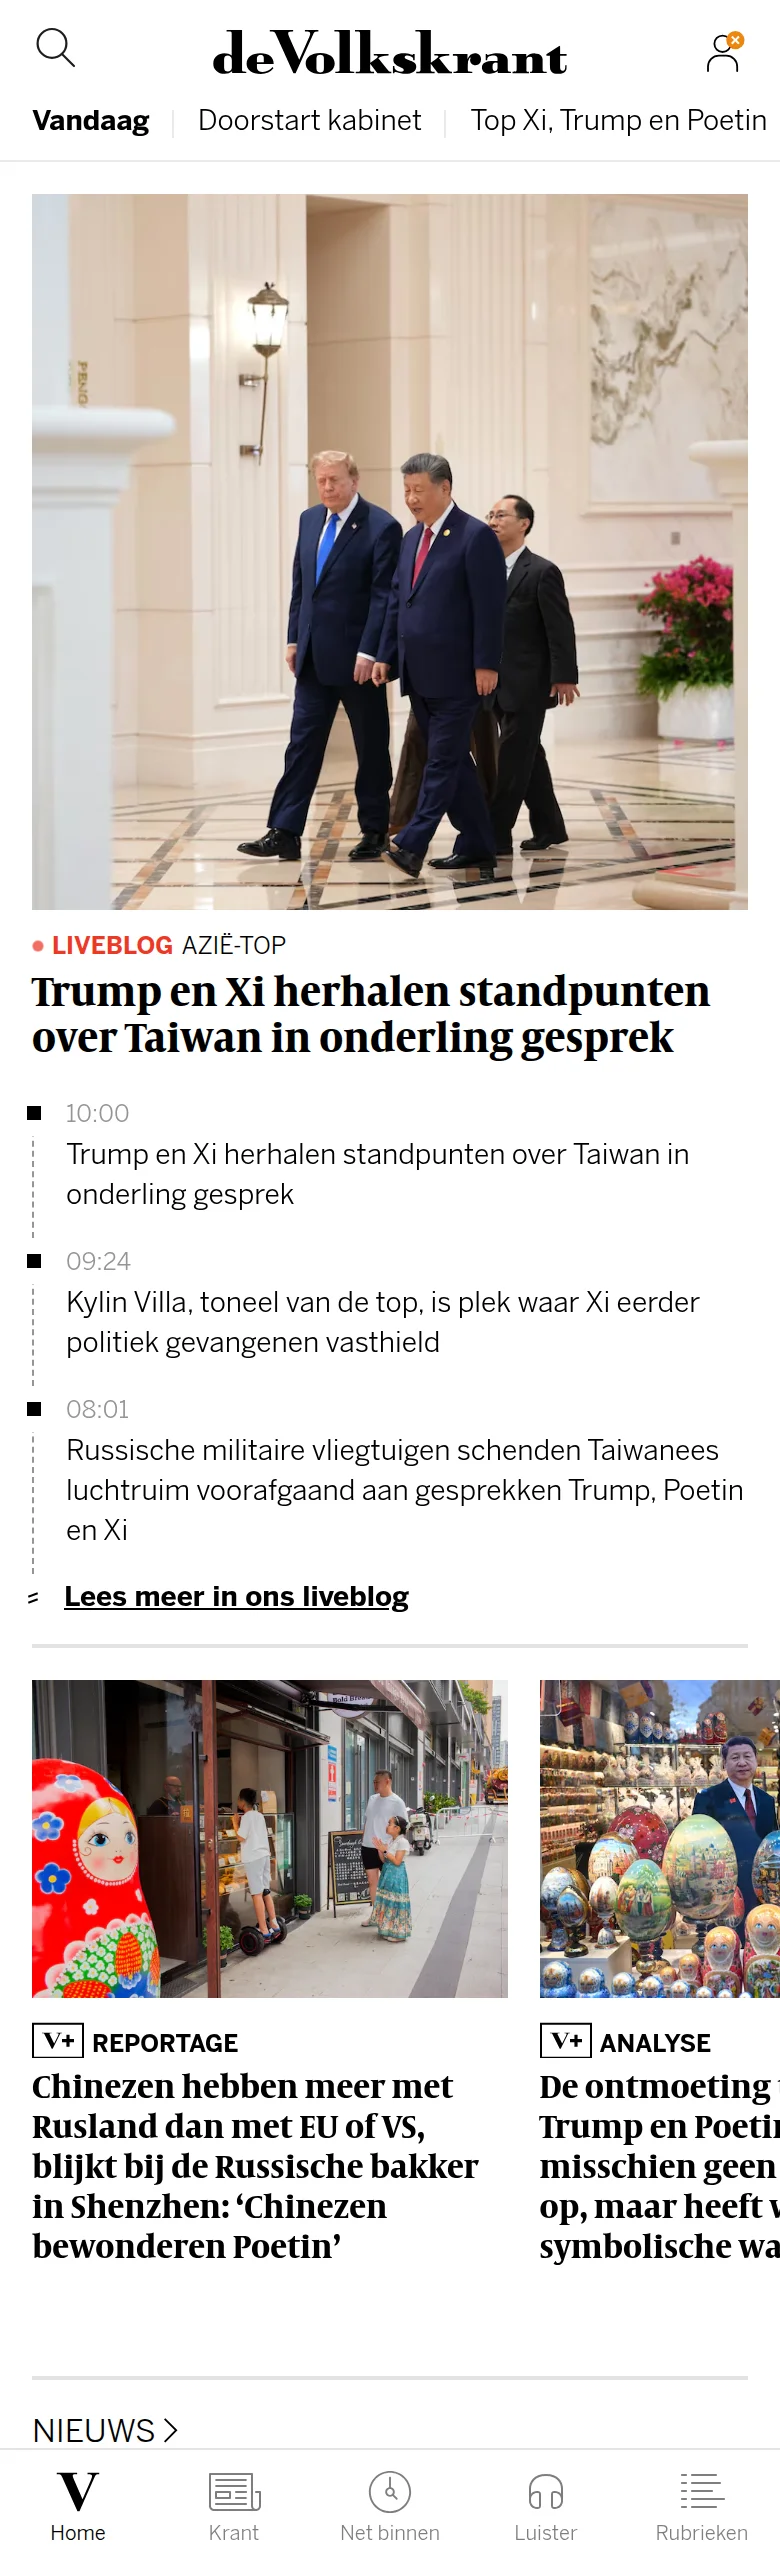 deVolkskrant
Vandaag
Doorstart kabinet
Top Xi, Trump en Poetin
PENG
LIVEBLOG AZIË-TOP
Trump en Xi herhalen standpunten
over Taiwan in onderling gesprek
10:00
Trump en Xi herhalen standpunten over Taiwan in
onderling gesprek
09:24
Kylin Villa, toneel van de top, is plek waar Xi eerder
politiek gevangenen vasthield
08:01
Russische militaire vliegtuigen schenden Taiwanees
luchtruim voorafgaand aan gesprekken Trump, Poetin
en Xi
Lees meer in ons liveblog
V+ REPORTAGE
Chinezen hebben meer met
Rusland dan met EU of VS,
blijkt bij de Russische bakker
in Shenzhen: ‘Chinezen
bewonderen Poetin’
V+ ANALYSE
De ontmoeting
Trump en Poetin
misschien geen
op, maar heeft
symbolische
NIEUWS
V
Home
Krant
Net binnen
Luister
Rubrieken